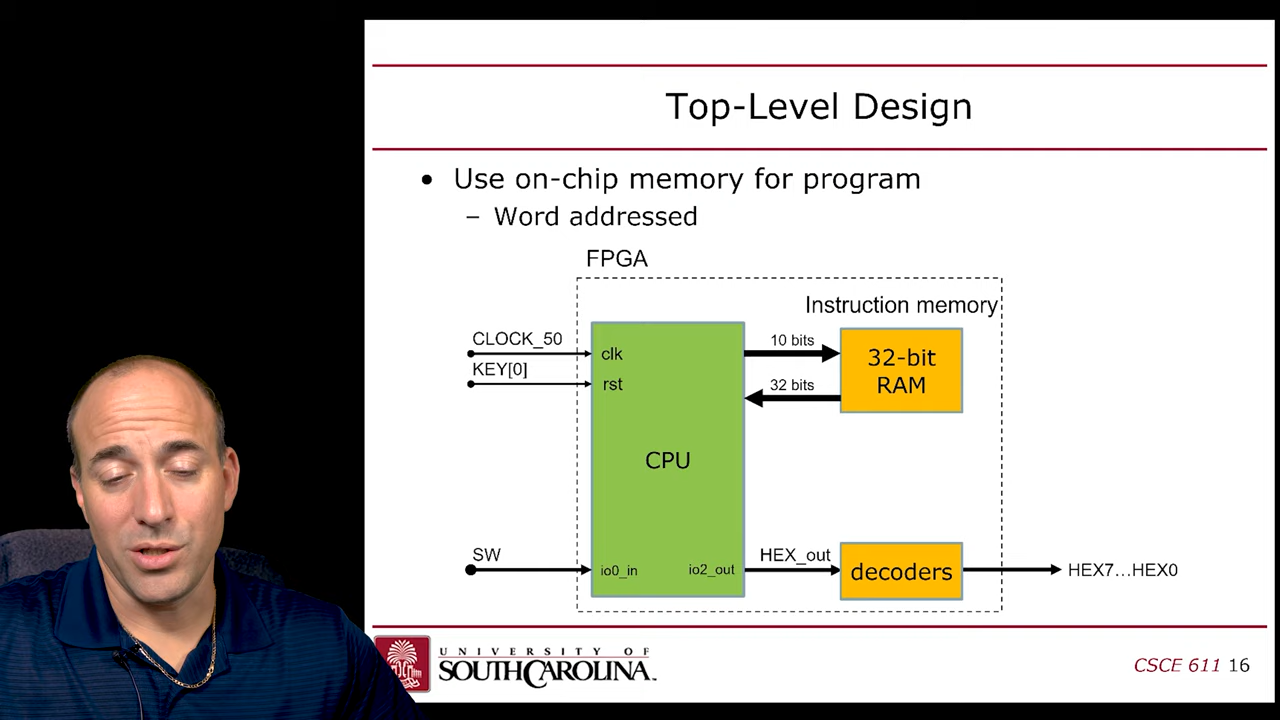 Top-Level Design
• Use on-chip memory for program
– Word addressed
FPGA
Instruction memory
CLOCK_50
clk
10 bits
32-bit
RAM
KEY[0]
rst
32 bits
CPU
SW
io0_in
io2_out
HEX_out
decoders
HEX7...HEX0
UNIVERSITY OF
SOUTH CAROLINA
CSCE 611 16